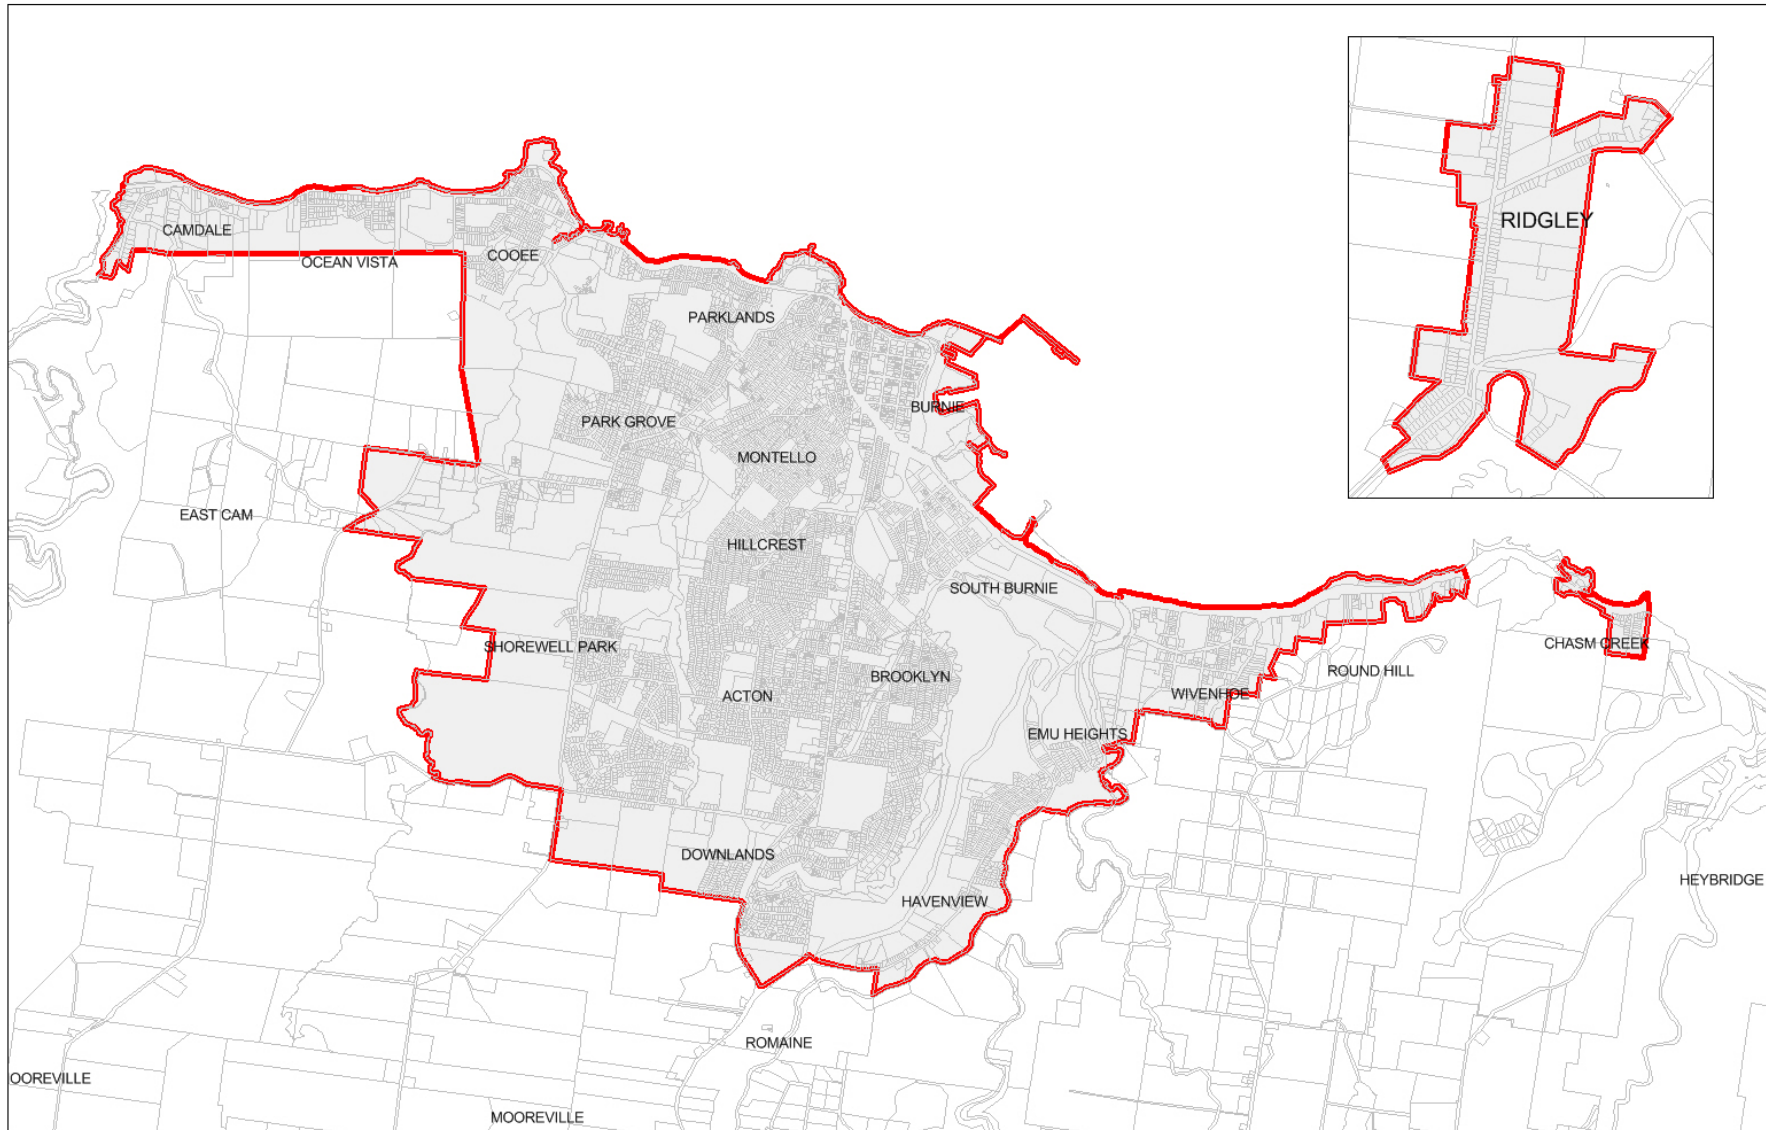 RIDGLEY
CAMDALE
OCEAN VISTA
COOEE
PARKLANDS
BURNIE
PARK GROVE
MONTELLO
EAST CAM
HILLCREST
SOUTH BURNIE
SHOREWELL PARK
CHASM CREEK
ROUND HILL
BROOKLYN
ACTON
WIVENHOE
EMU HEIGHTS
DOWNLANDS
HEYBRIDGE
HAVENVIEW
ROMAINE
OOREVILLE
MOOREVILLE